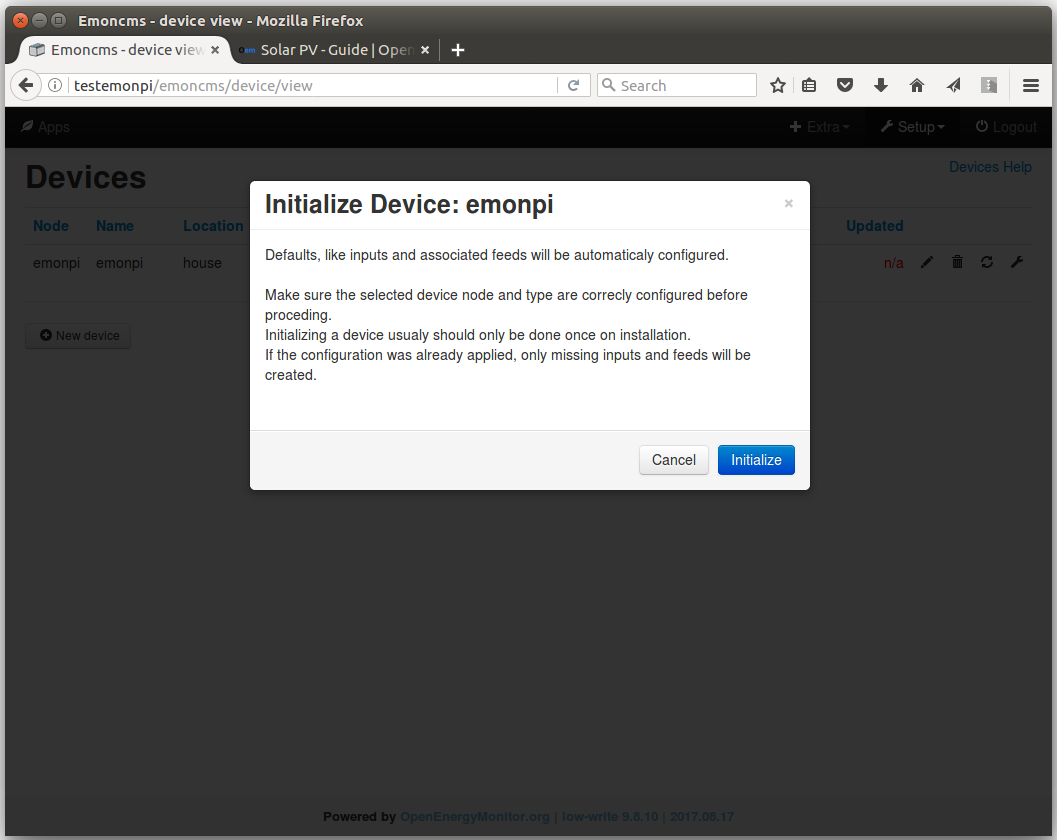 Emoncms - device view - Mozilla Firefox
Emoncms - device view
Solar PV - Guide | Open
testemonpi/emoncms/device/view
Search
Apps
Extra
Setup
Logout
Devices
Devices Help
Initialize Device: emonpi
×
Node Name Location Updated
emonpi emonpi house n/a
Defaults, like inputs and associated feeds will be automaticaly configured.
Make sure the selected device node and type are correcly configured before
proceding.
Initializing a device usualy should only be done once on installation.
If the configuration was already applied, only missing inputs and feeds will be
created.
New device
Cancel
Initialize
Powered by OpenEnergyMonitor.org | low-write 9.8.10 | 2017.08.17